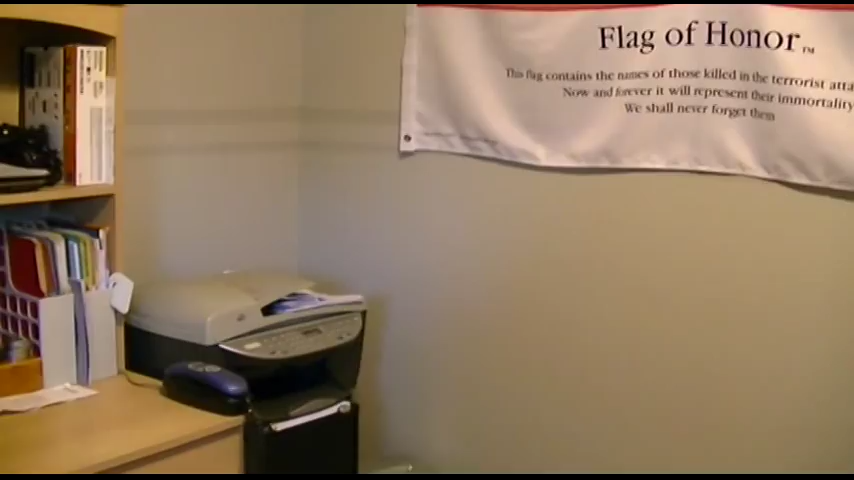 Flag of Honor™
This flag contains the names of those killed in the terrorist atta
Now and forever it will represent their immortality
We shall never forget them